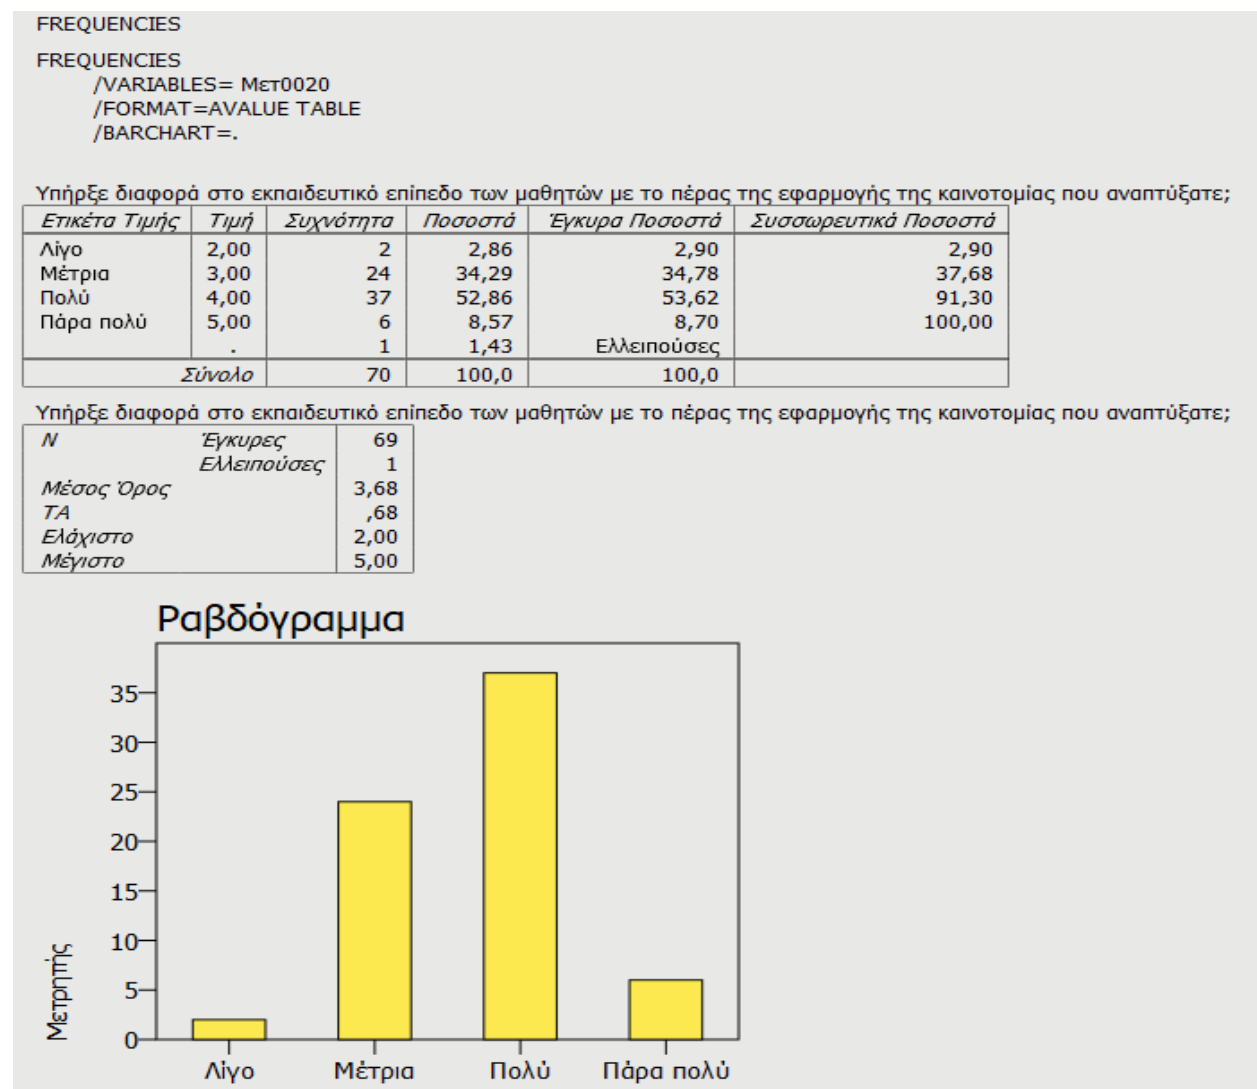 FREQUENCIES
FREQUENCIES
/VARIABLES= Μετ0020
/FORMAT=AVALUE TABLE
/BARCHART=.
Υπήρξε διαφορά στο εκπαιδευτικό επίπεδο των μαθητών με το πέρας της εφαρμογής της καινοτομίας που αναπτύξατε;
Ετικέτα Τιμής Τιμή Συχνότητα Ποσοστά Έγκυρα Ποσοστά Συσσωρευτικά Ποσοστά
Λίγο 2,00 2 2,86 2,90 2,90
Μέτρια 3,00 24 34,29 34,78 37,68
Πολύ 4,00 37 52,86 53,62 91,30
Πάρα πολύ 5,00 6 8,57 8,70 100,00
. 1 1,43 Ελλειπούσες
Σύνολο 70 100,0 100,0
Υπήρξε διαφορά στο εκπαιδευτικό επίπεδο των μαθητών με το πέρας της εφαρμογής της καινοτομίας που αναπτύξατε;
N Έγκυρες 69
Ελλειπούσες 1
Μέσος Όρος 3,68
ΤΑ ,68
Ελάχιστο 2,00
Μέγιστο 5,00
Ραβδόγραμμα
35
30
25
20
15
10
5
0
Μετρητής
Λίγο Μέτρια Πολύ Πάρα πολύ